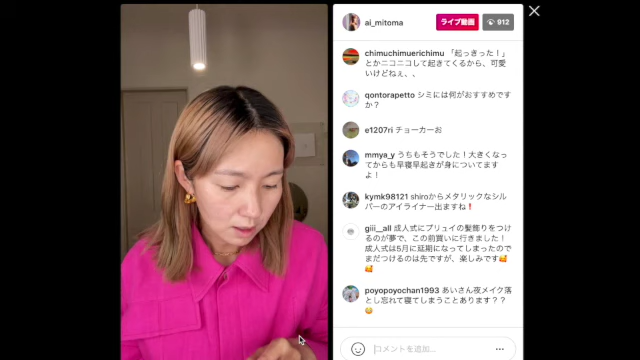 ai_mitoma
ライブ動画
912
chimuchimuerichimu 「起っきった！」
とかニコニコして起きてくるから、可愛
いけどねぇ、、
qontorapetto シミには何がおすすめです
か？
e1207ri チョーカーお
mmya_y うちもそうでした！大きくなっ
てからも早寝早起きが身についてます
よ！
kymk98121 shiroからメタリックなシル
バーのアイライナー出ますね❗
giii__all 成人式にプリュイの髪飾りをつけ
るのが夢で、この前買いに行きました！
成人式は5月に延期になってしまったので
まだつけるのは先ですが、楽しみです🥰
🥰
poyopoyochan1993 あいさん夜メイク落
とし忘れて寝てしまうことあります？？
コメントを追加...